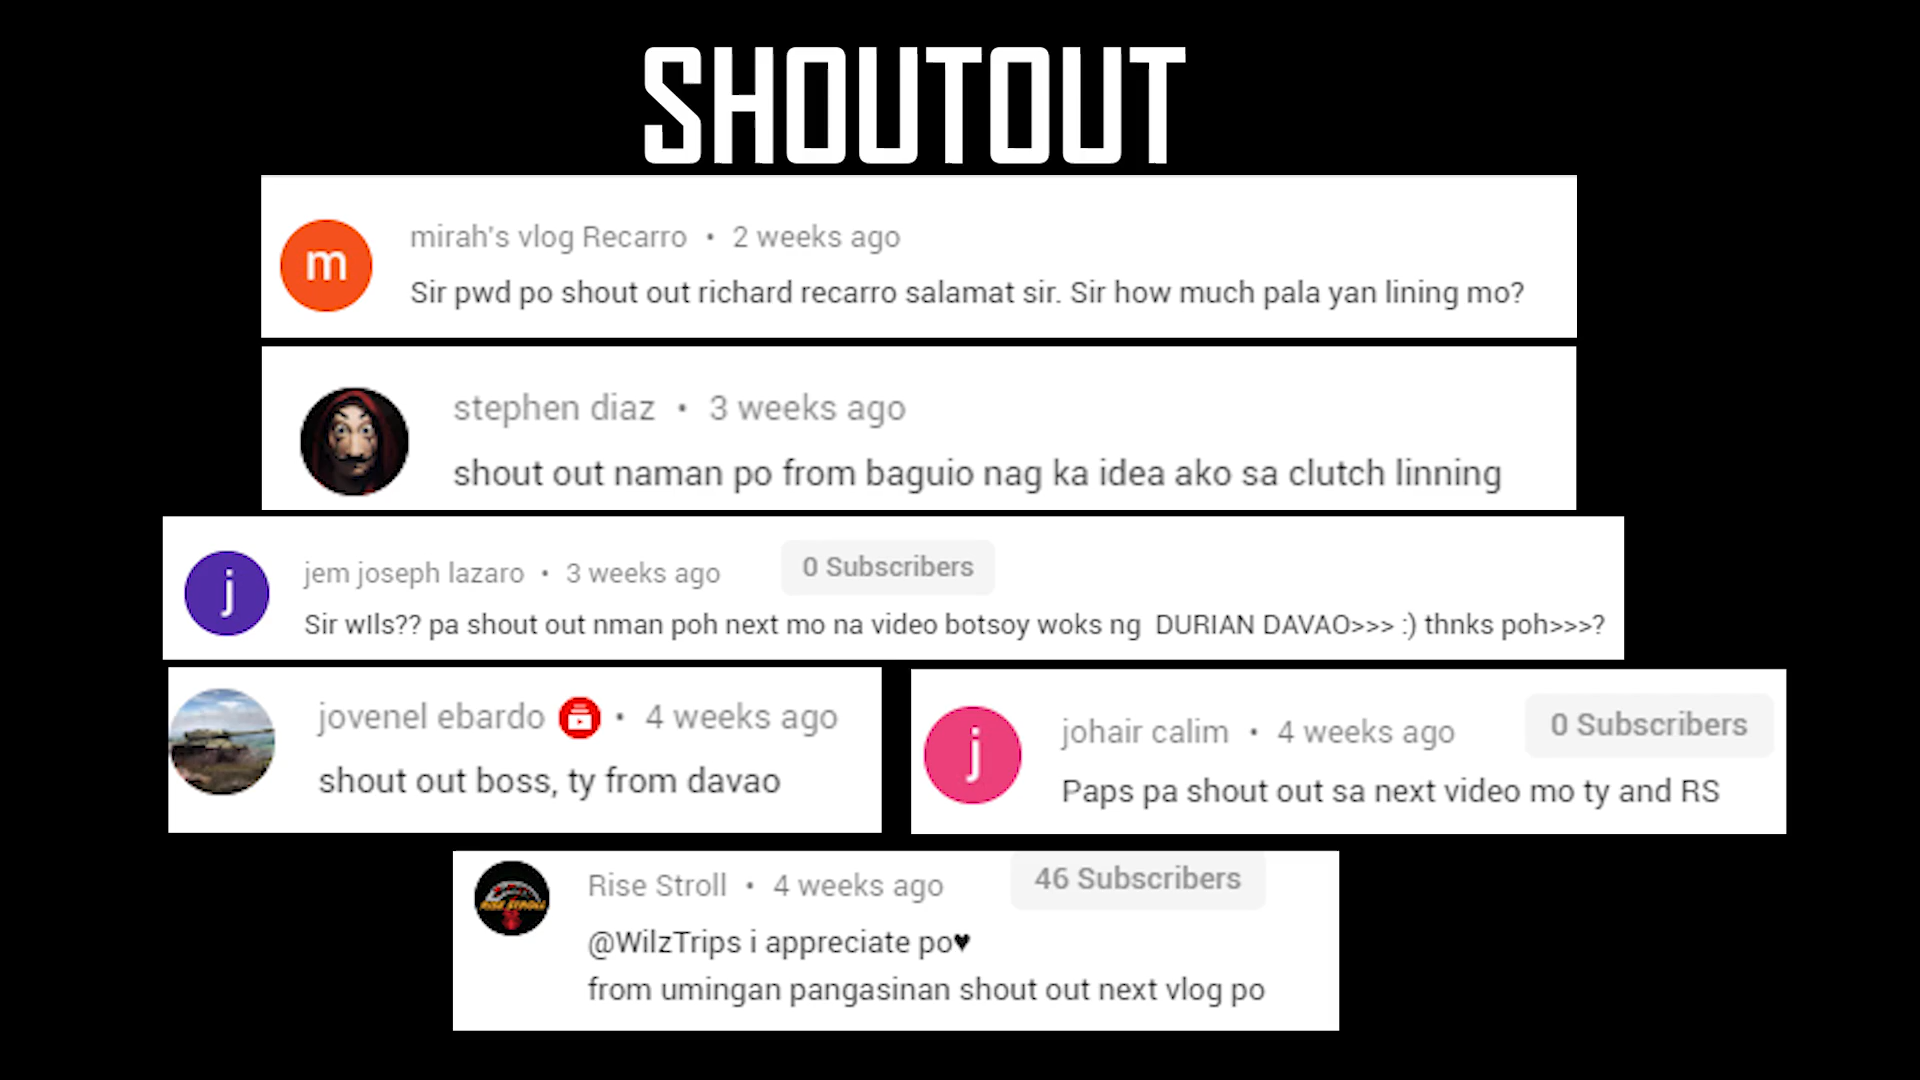 SHOUTOUT
m
mirah's vlog Recarro • 2 weeks ago
Sir pwd po shout out richard recarro salamat sir. Sir how much pala yan lining mo?
stephen diaz • 3 weeks ago
shout out naman po from baguio nag ka idea ako sa clutch linning
j
jem joseph lazaro • 3 weeks ago 0 Subscribers
Sir wIls?? pa shout out nman poh next mo na video botsoy woks ng DURIAN DAVAO>>> :) thnks poh>>>?
jovenel ebardo • 4 weeks ago
shout out boss, ty from davao
j
johair calim • 4 weeks ago 0 Subscribers
Paps pa shout out sa next video mo ty and RS
RISE STROLL
Rise Stroll • 4 weeks ago 46 Subscribers
@WilzTrips i appreciate po♥
from umingan pangasinan shout out next vlog po